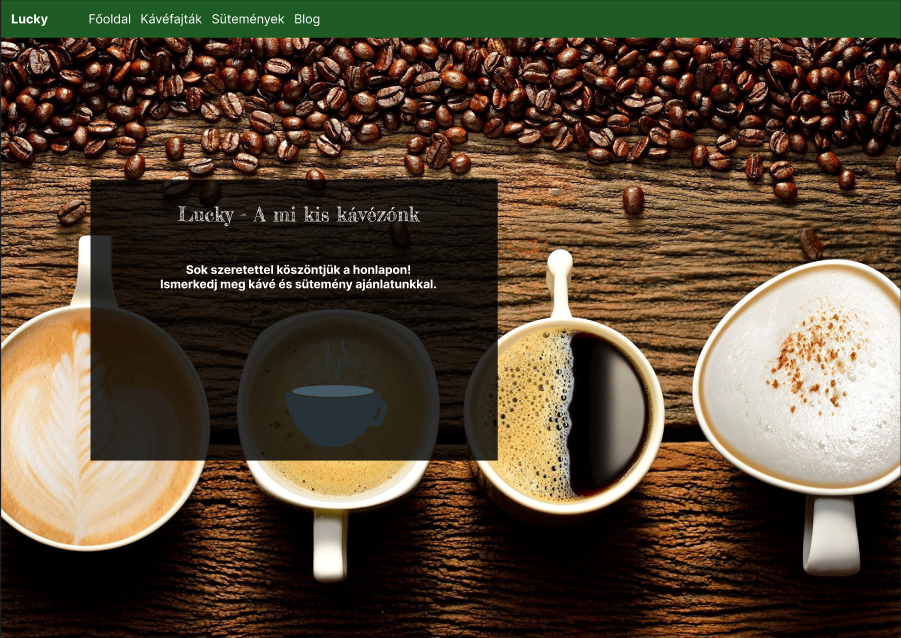 Lucky Főoldal Kávéfajták Sütemények Blog
Lucky - A mi kis kávézónk
Sok szeretettel köszöntjük a honlapon!
Ismerkedj meg kávé és sütemény ajánlatunkkal.